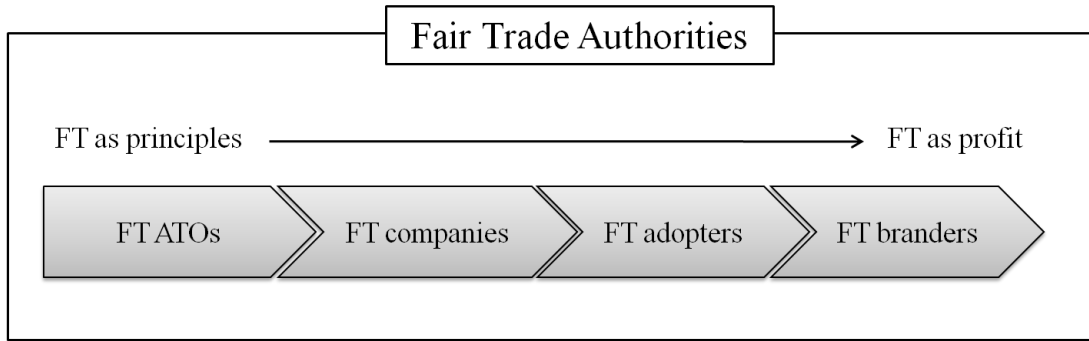 Fair Trade Authorities
FT as principles FT as profit
FT ATOs FT companies FT adopters FT branders